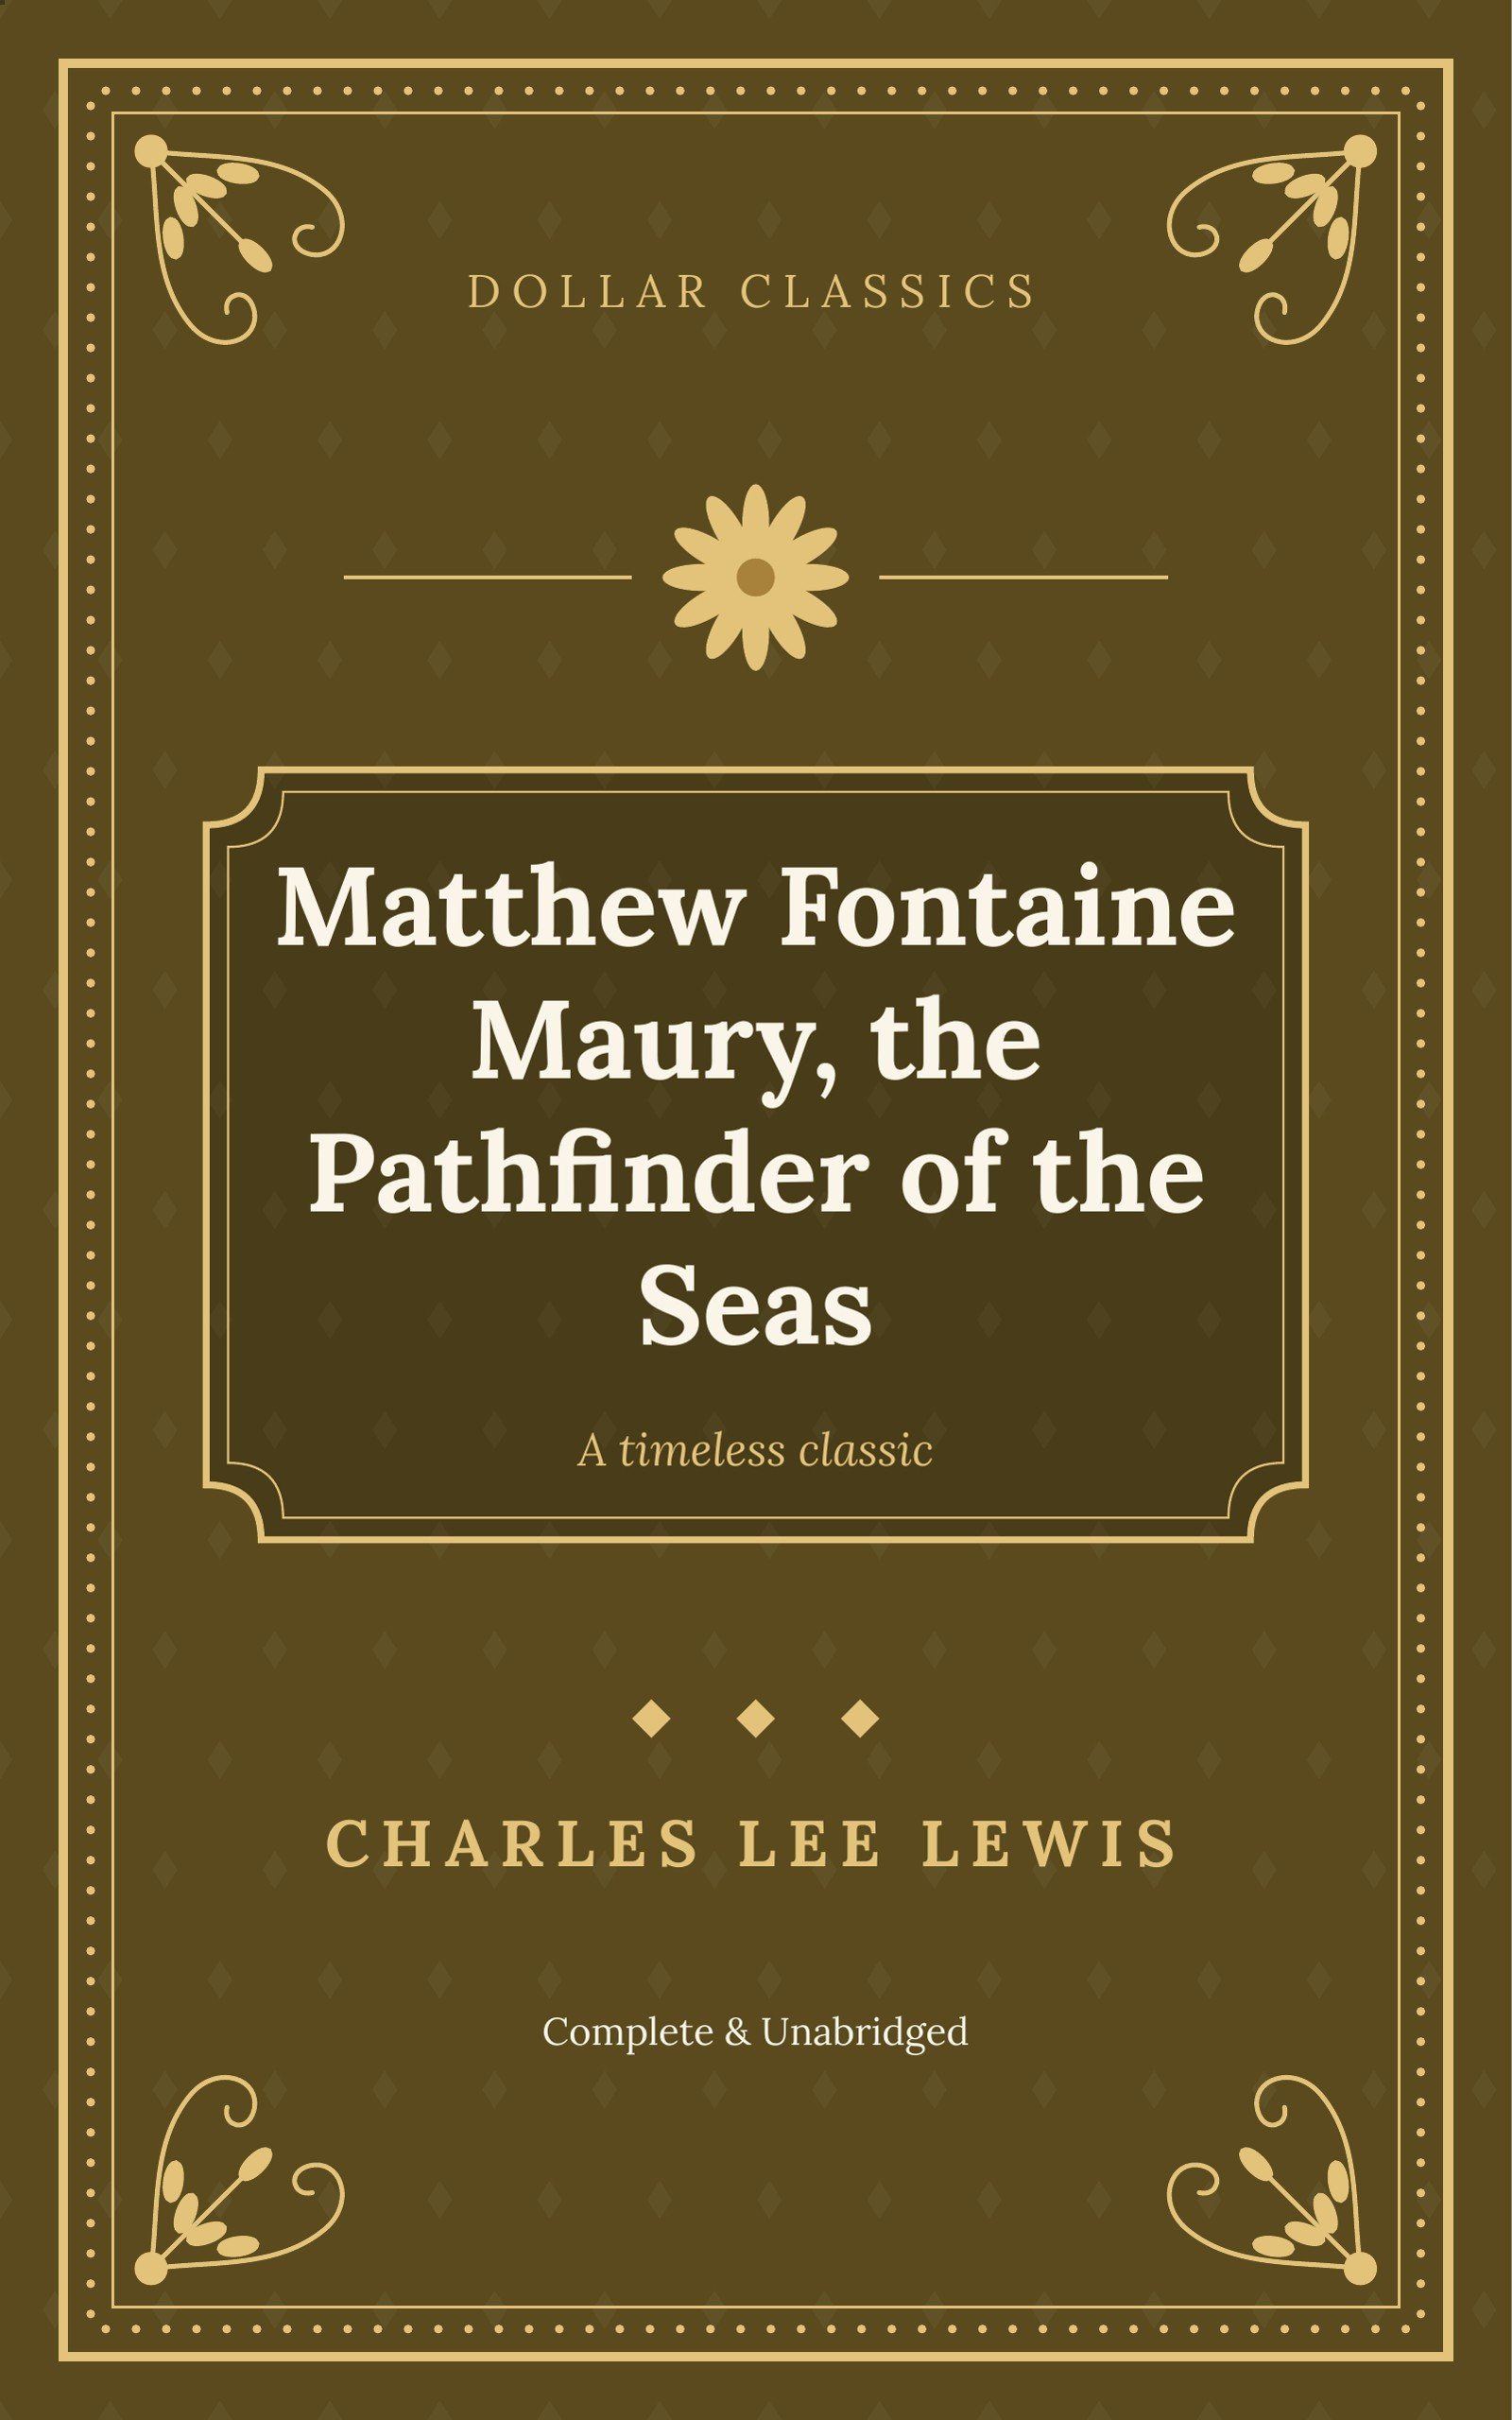 DOLLAR CLASSICS
Matthew Fontaine
Maury, the
Pathfinder of the
Seas
A timeless classic
CHARLES LEE LEWIS
Complete & Unabridged